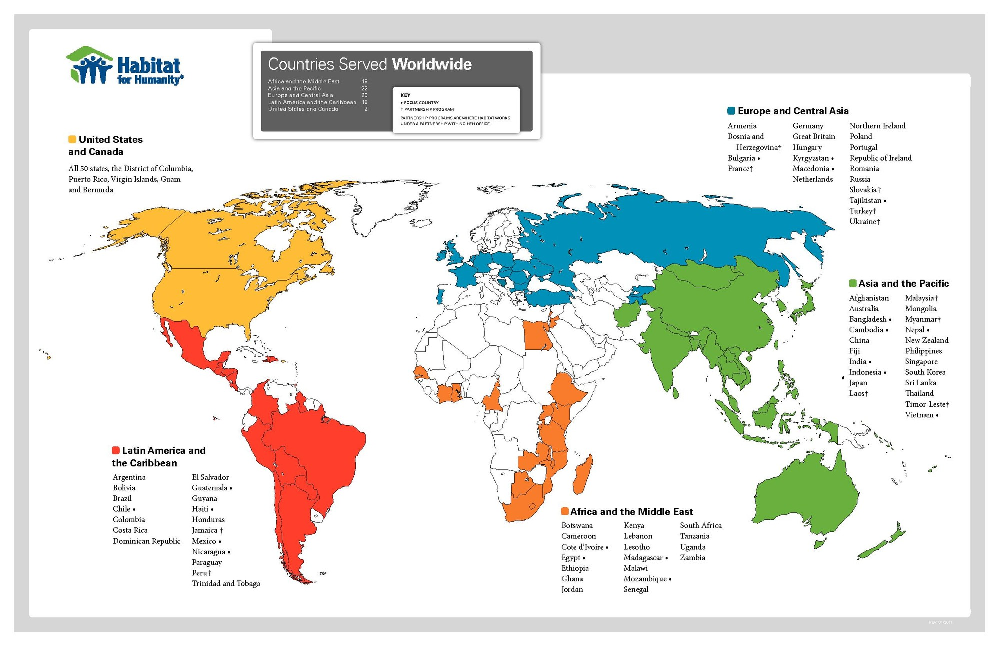 Habitat
for Humanity®
Countries Served Worldwide
Africa and the Middle East 18
Asia and the Pacific 22
Europe and Central Asia 20
Latin America and the Caribbean 18
United States and Canada 2
KEY
• FOCUS COUNTRY
† PARTNERSHIP PROGRAM
PARTNERSHIP PROGRAMS ARE WHERE HABITAT WORKS
UNDER A PARTNERSHIP WITH NO HFH OFFICE.
United States
and Canada
All 50 states, the District of Columbia,
Puerto Rico, Virgin Islands, Guam
and Bermuda
Europe and Central Asia
Armenia
Bosnia and
Herzegovina†
Bulgaria •
France†
Germany
Great Britain
Hungary
Kyrgyzstan •
Macedonia •
Netherlands
Northern Ireland
Poland
Portugal
Republic of Ireland
Romania
Russia
Slovakia†
Tajikistan •
Turkey†
Ukraine†
Asia and the Pacific
Afghanistan
Australia
Bangladesh •
Cambodia •
China
Fiji
India •
Indonesia •
Japan
Laos†
Malaysia†
Mongolia
Myanmar†
Nepal •
New Zealand
Philippines
Singapore
South Korea
Sri Lanka
Thailand
Timor-Leste†
Vietnam •
Latin America and
the Caribbean
Argentina
Bolivia
Brazil
Chile •
Colombia
Costa Rica
Dominican Republic
El Salvador
Guatemala •
Guyana
Haiti •
Honduras
Jamaica †
Mexico •
Nicaragua •
Paraguay
Peru†
Trinidad and Tobago
Africa and the Middle East
Botswana
Cameroon
Cote d'Ivoire •
Egypt •
Ethiopia
Ghana
Jordan
Kenya
Lebanon
Lesotho
Madagascar •
Malawi
Mozambique •
Senegal
South Africa
Tanzania
Uganda
Zambia
REV. 01/2011